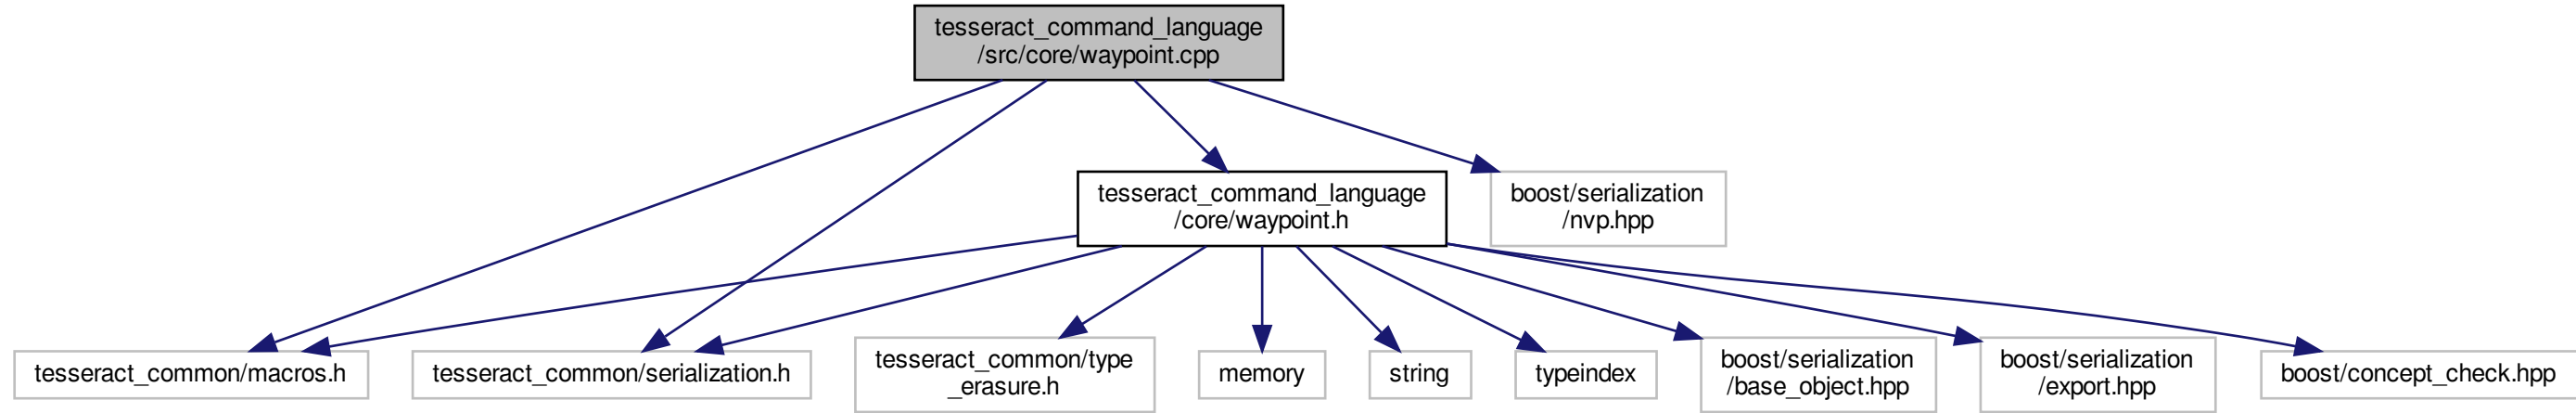 tesseract_command_language
/src/core/waypoint.cpp
tesseract_command_language
/core/waypoint.h
boost/serialization
/nvp.hpp
tesseract_common/macros.h
tesseract_common/serialization.h
tesseract_common/type
_erasure.h
memory
string
typeindex
boost/serialization
/base_object.hpp
boost/serialization
/export.hpp
boost/concept_check.hpp